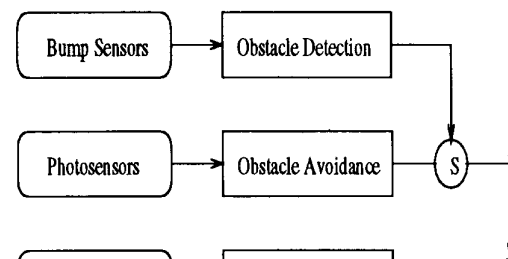 Bump Sensors
Obstacle Detection
Photosensors
Obstacle Avoidance
S